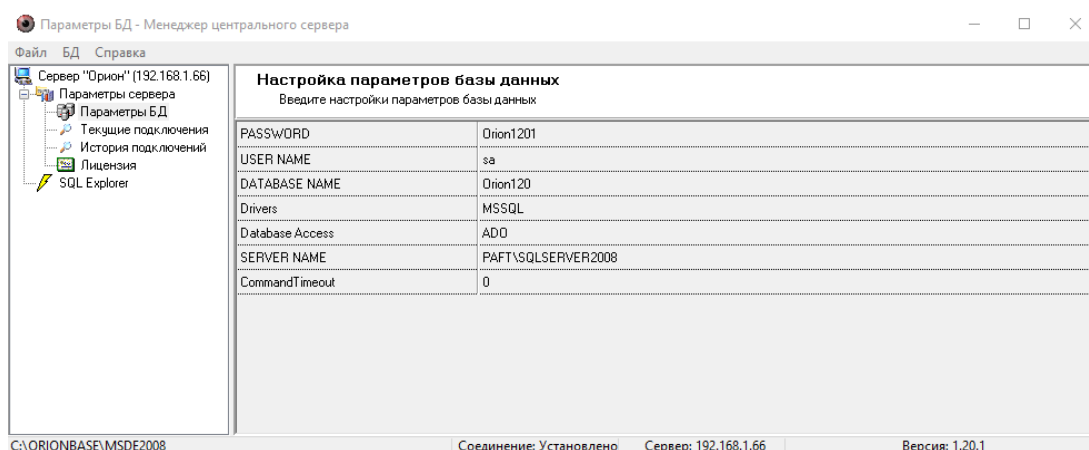 Параметры БД - Менеджер центрального сервера
Файл БД Справка
Сервер "Орион" (192.168.1.66)
Параметры сервера
Параметры БД
Текущие подключения
История подключений
Лицензия
SQL Explorer
Настройка параметров базы данных
Введите настройки параметров базы данных
PASSWORD Orion1201
USER NAME sa
DATABASE NAME Orion120
Drivers MSSQL
Database Access ADO
SERVER NAME PAFT\SQLSERVER2008
CommandTimeout 0
C:\ORIONBASE\MSDE2008 Соединение: Установлено Сервер: 192.168.1.66 Версия: 1.20.1